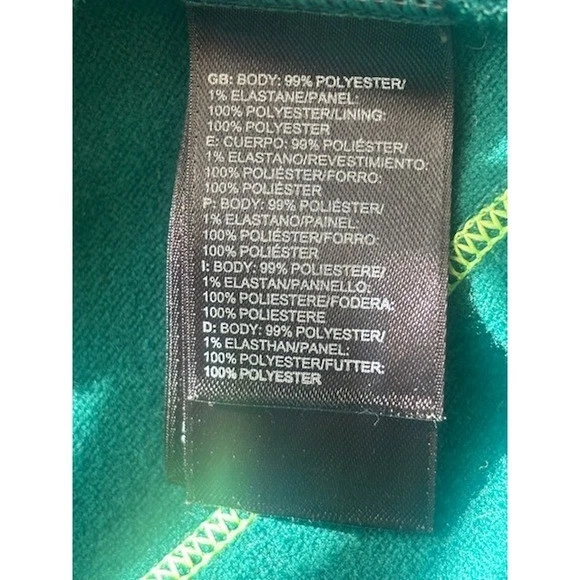 GB: BODY: 99% POLYESTER/
1% ELASTANE/PANEL:
100% POLYESTER/LINING:
100% POLYESTER
E: CUERPO: 99% POLIÉSTER/
1% ELASTANO/REVESTIMIENTO:
100% POLIÉSTER/FORRO:
100% POLIÉSTER
P: BODY: 99% POLIÉSTER/
1% ELASTANO/PAINEL:
100% POLIÉSTER/FORRO:
100% POLIÉSTER
I: BODY: 99% POLIESTERE/
1% ELASTAN/PANNELLO:
100% POLIESTERE/FODERA:
100% POLIESTERE
D: BODY: 99% POLYESTER/
1% ELASTHAN/PANEL:
100% POLYESTER/FUTTER:
100% POLYESTER